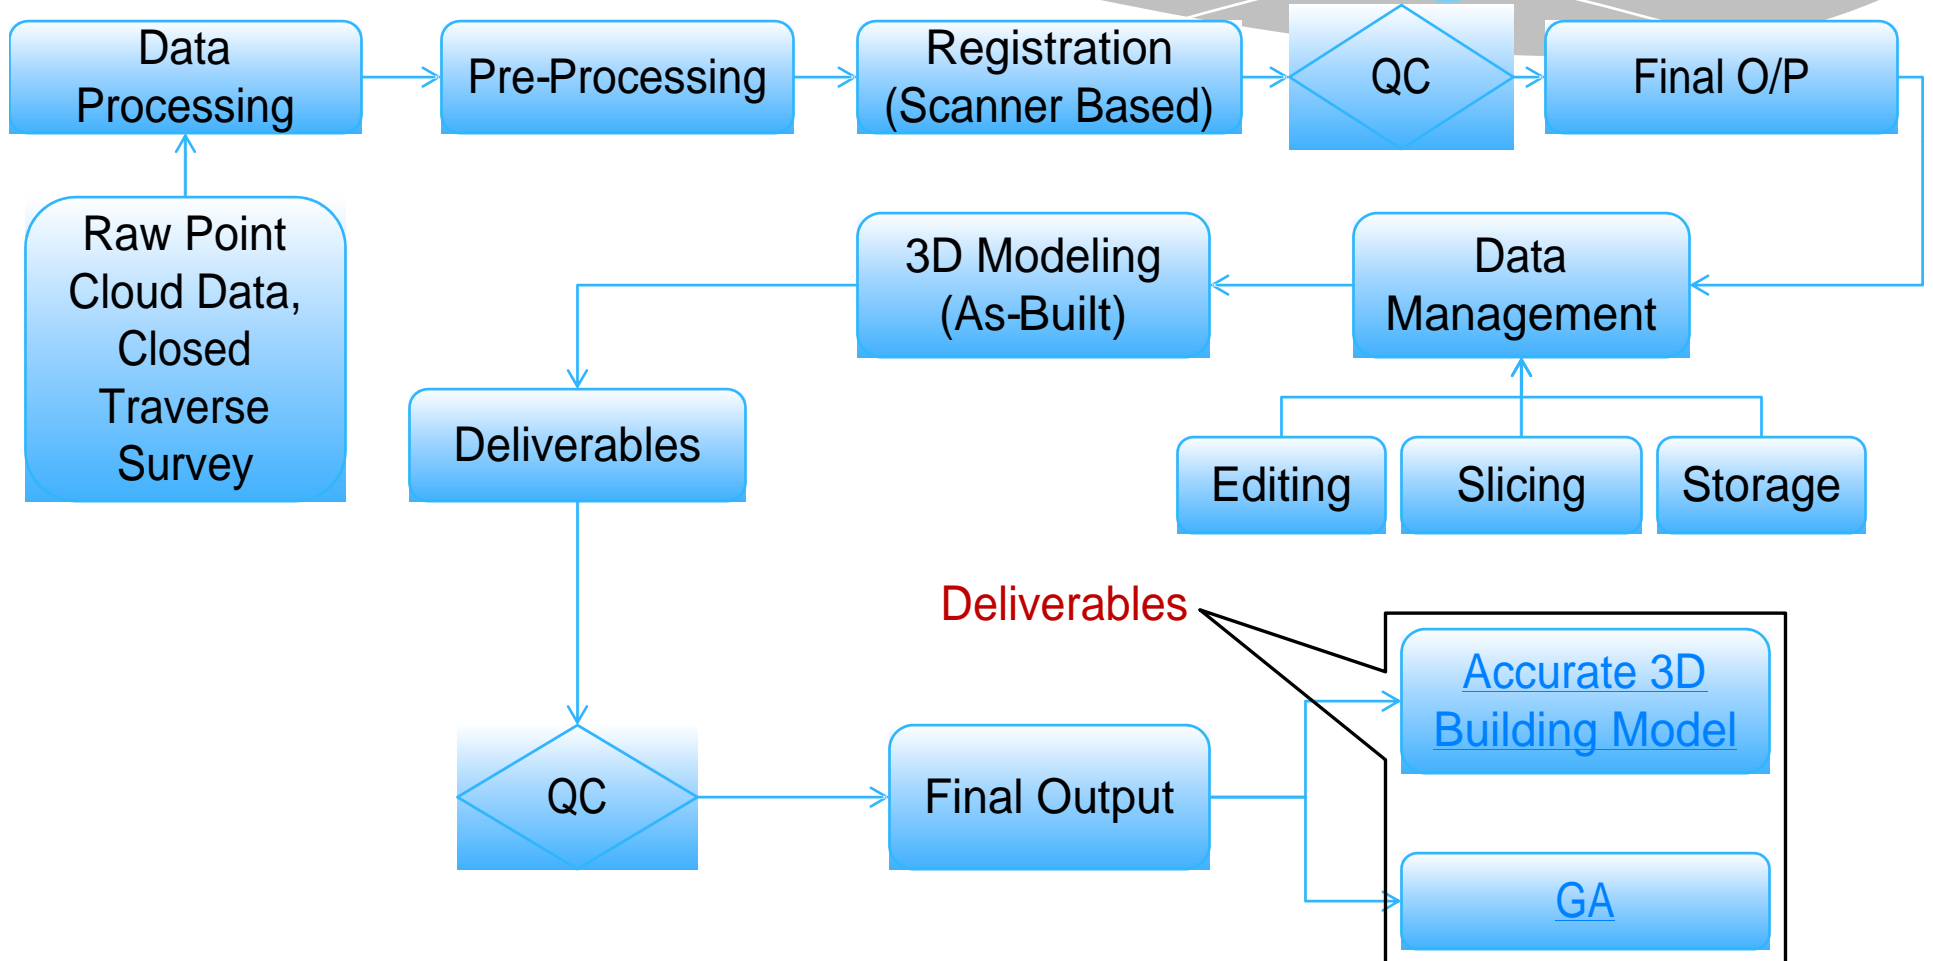 Data
Processing
Pre-Processing
Registration
(Scanner Based)
QC
Final O/P
Raw Point
Cloud Data,
Closed
Traverse
Survey
3D Modeling
(As-Built)
Data
Management
Deliverables
Editing
Slicing
Storage
Deliverables
Accurate 3D
Building Model
QC
Final Output
GA